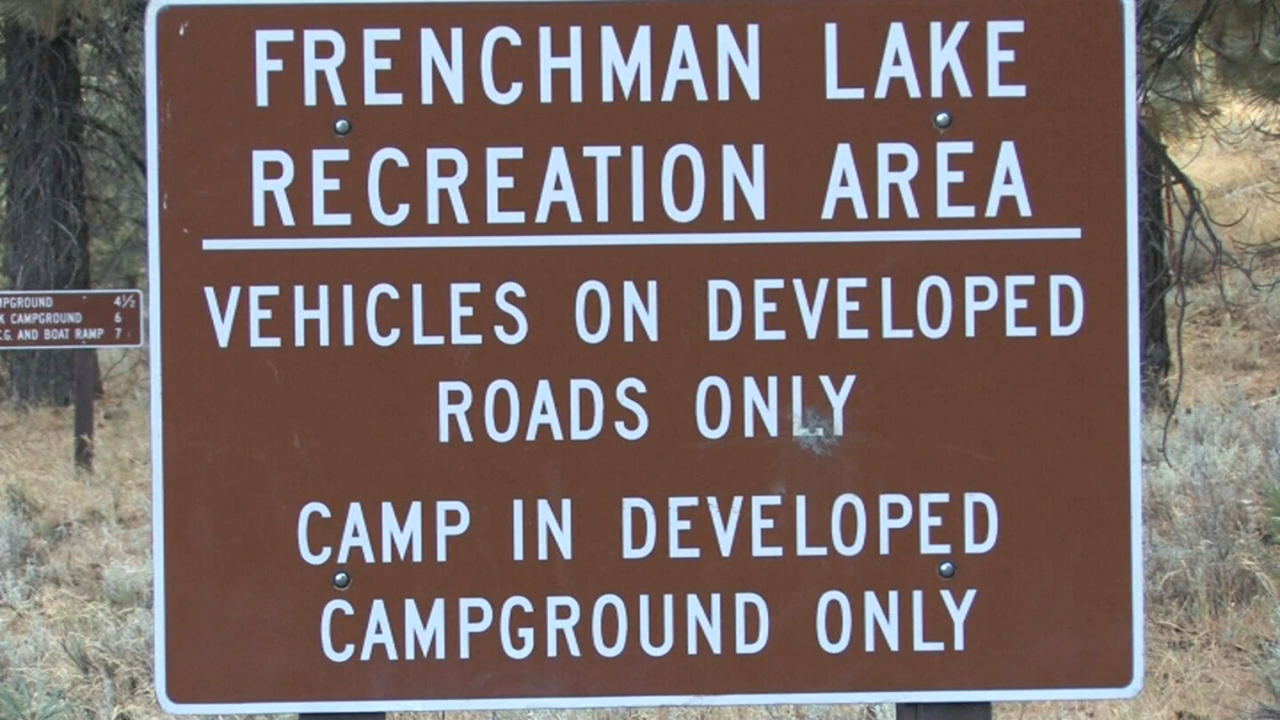 FRENCHMAN LAKE
RECREATION AREA
VEHICLES ON DEVELOPED
ROADS ONLY
CAMP IN DEVELOPED
CAMPGROUND ONLY
MPGROUND 4½
K CAMPGROUND 6
C.G. AND BOAT RAMP 7